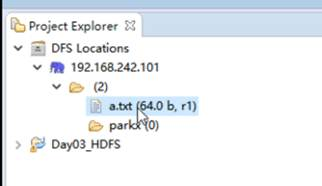 Project Explorer
DFS Locations
192.168.242.101
(2)
a.txt (64.0 b, r1)
parkx (0)
Day03_HDFS